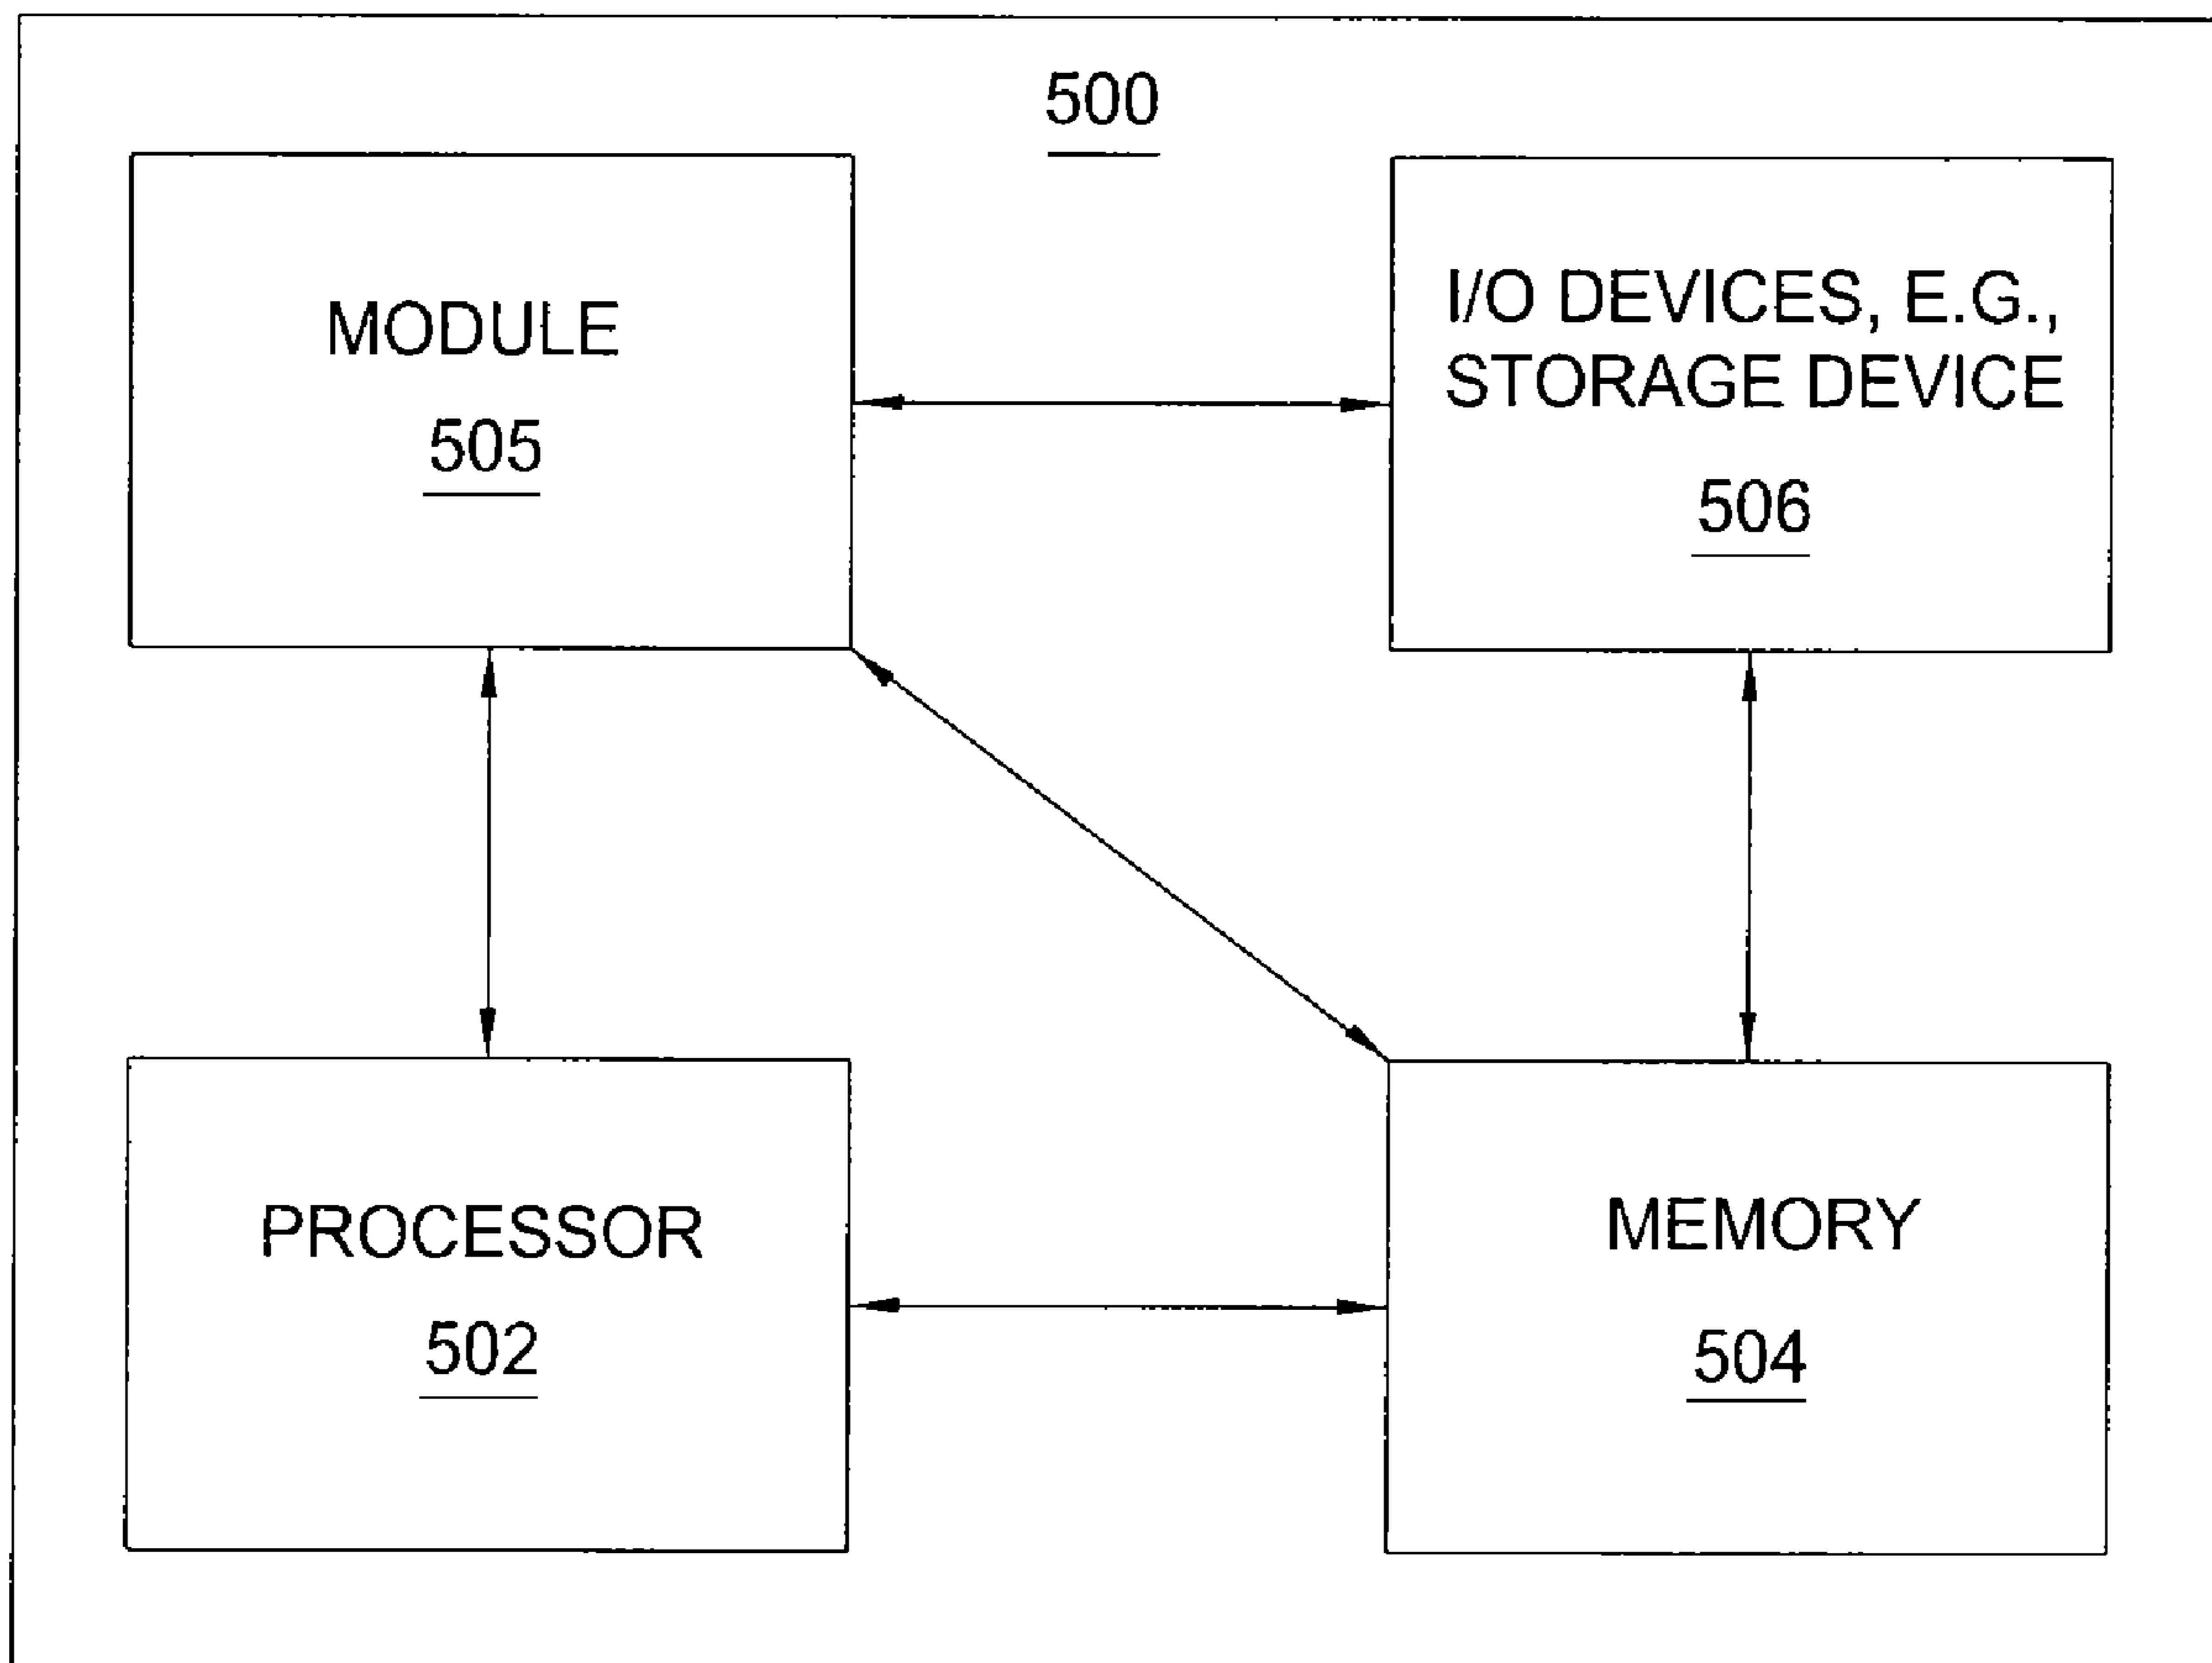 500
MODULE
505
I/O DEVICES, E.G.,
STORAGE DEVICE
506
PROCESSOR
502
MEMORY
504